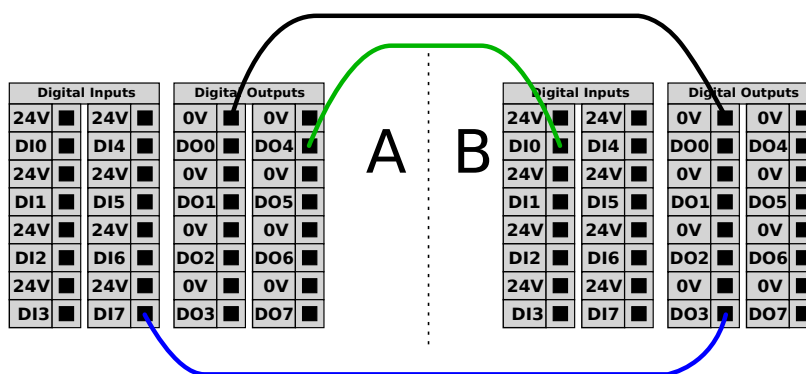 Digital Inputs Digital Outputs Digital Inputs Digital Outputs
24V 24V 0V 0V 24V 24V 0V 0V
DI0 DI4 DO0 DO4 A B DI0 DI4 DO0 DO4
24V 24V 0V 0V 24V 24V 0V 0V
DI1 DI5 DO1 DO5 DI1 DI5 DO1 DO5
24V 24V 0V 0V 24V 24V 0V 0V
DI2 DI6 DO2 DO6 DI2 DI6 DO2 DO6
24V 24V 0V 0V 24V 24V 0V 0V
DI3 DI7 DO3 DO7 DI3 DI7 DO3 DO7